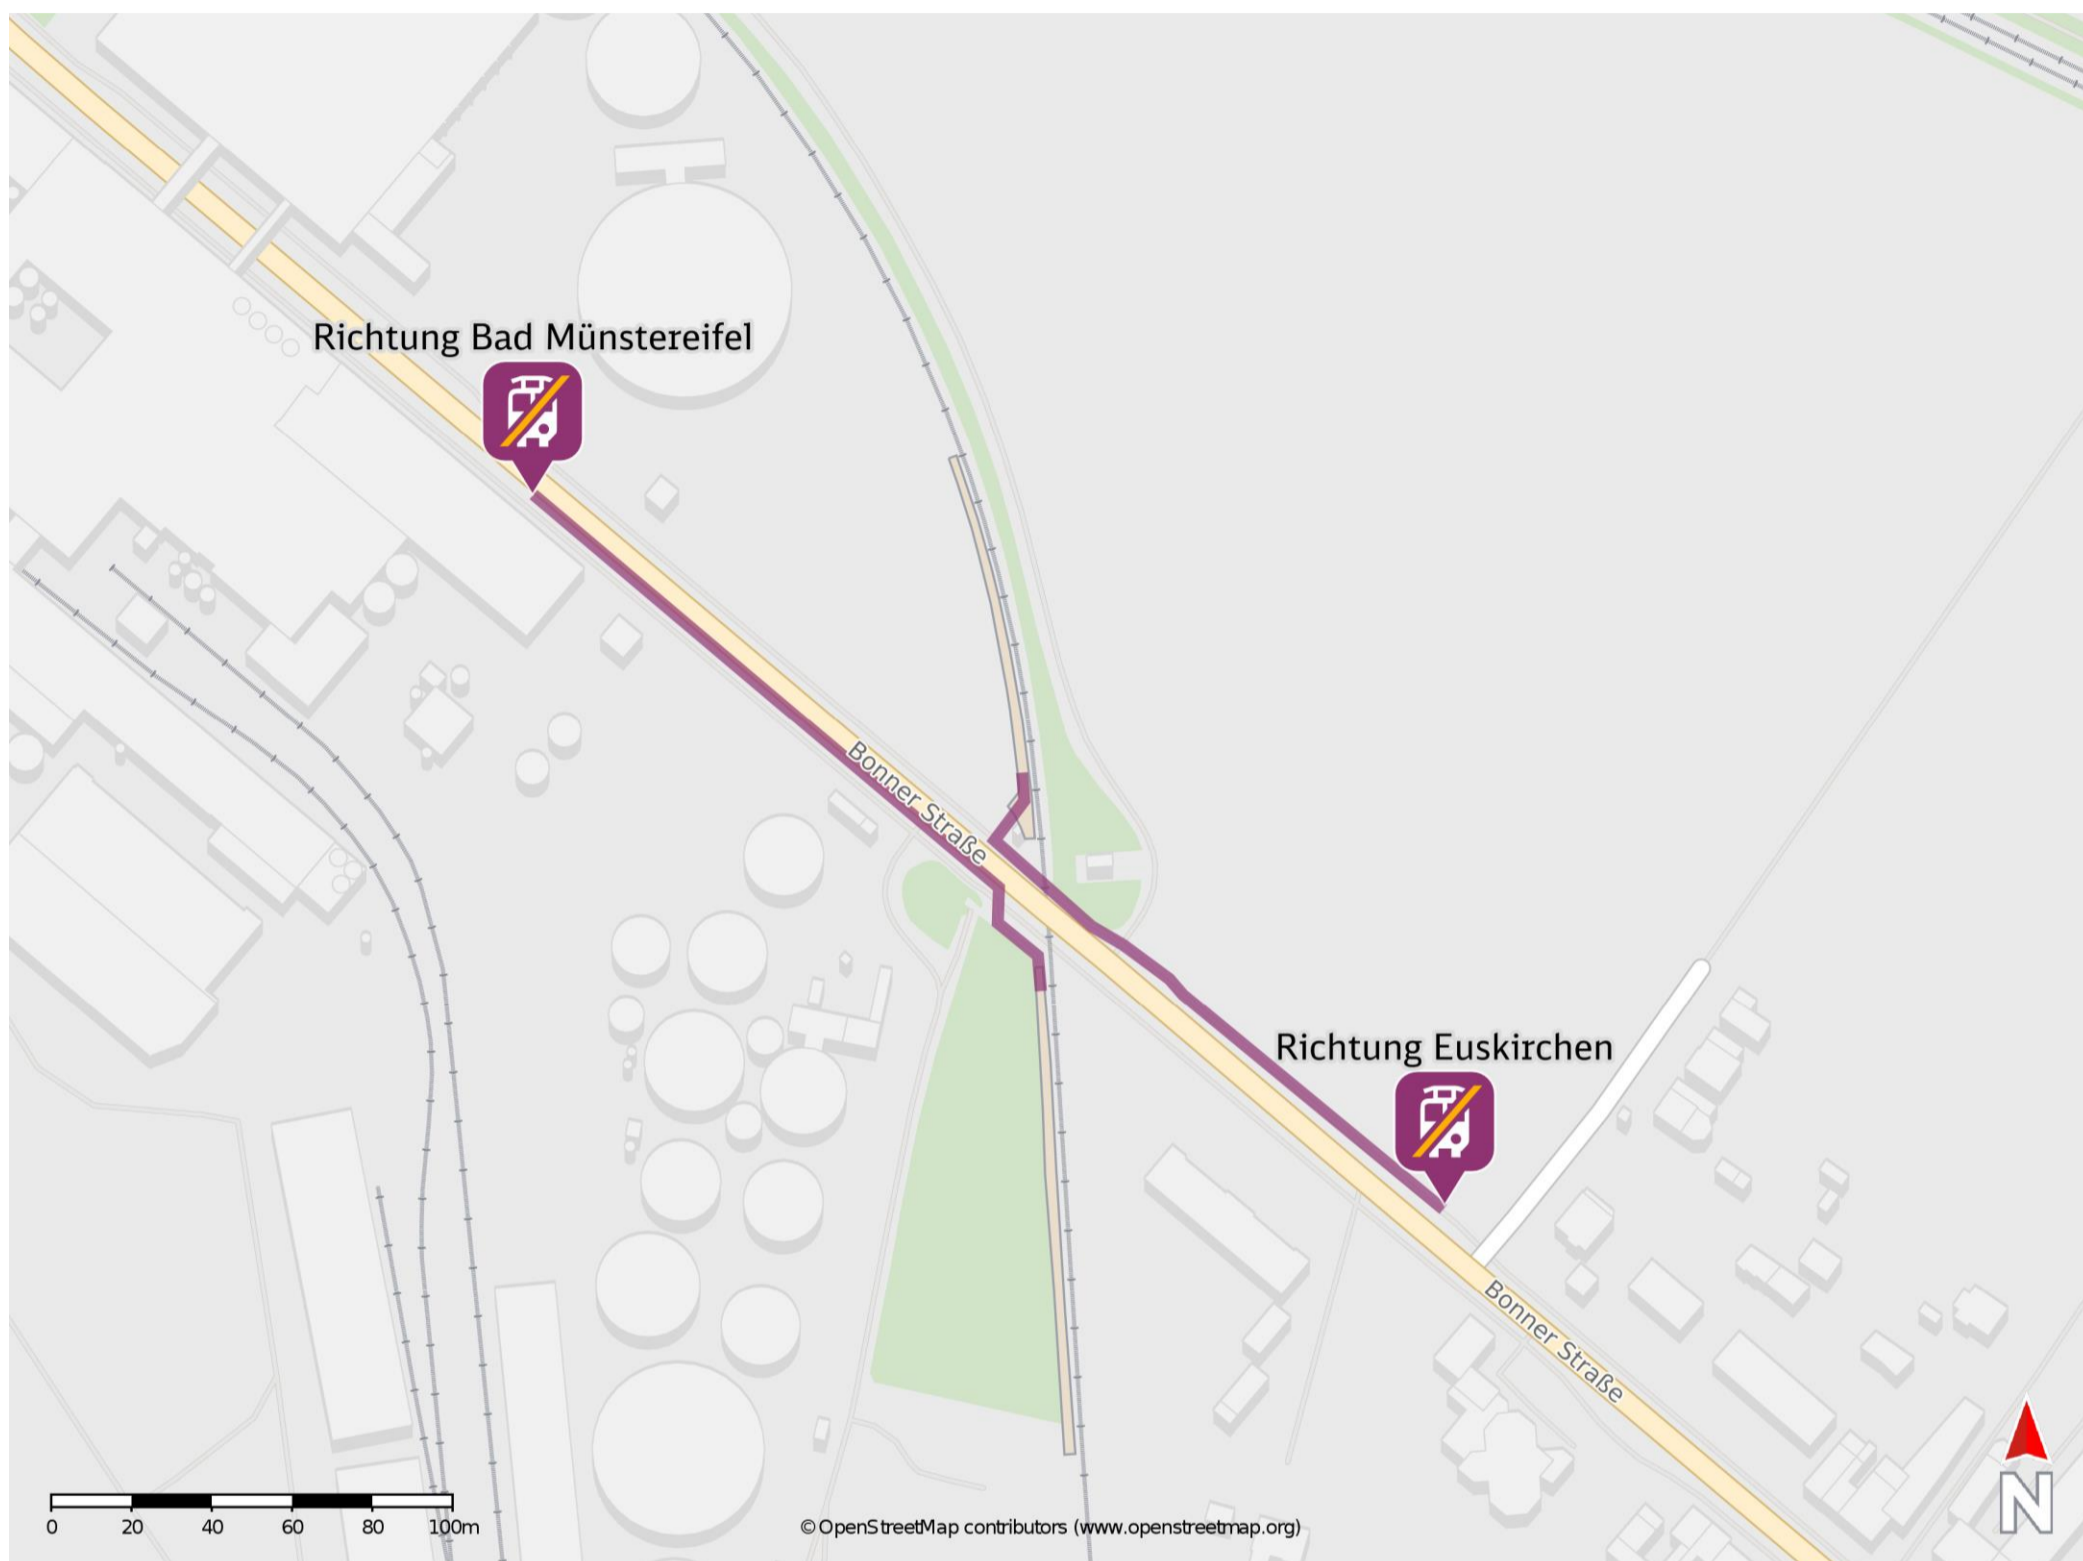 Richtung Bad Münstereifel
Bonner Straße
Richtung Euskirchen
Bonner Straße
0 20 40 60 80 100m
© OpenStreetMap contributors (www.openstreetmap.org)
N